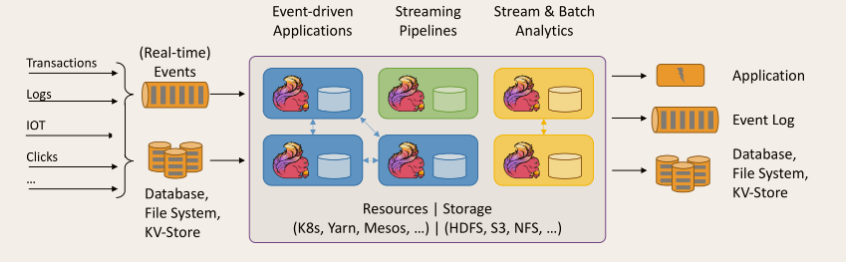 Event-driven
Applications
Streaming
Pipelines
Stream & Batch
Analytics
Transactions
Logs
IOT
Clicks
...
(Real-time)
Events
Database,
File System,
KV-Store
Resources | Storage
(K8s, Yarn, Mesos, ...) | (HDFS, S3, NFS, ...)
Application
Event Log
Database,
File System,
KV-Store